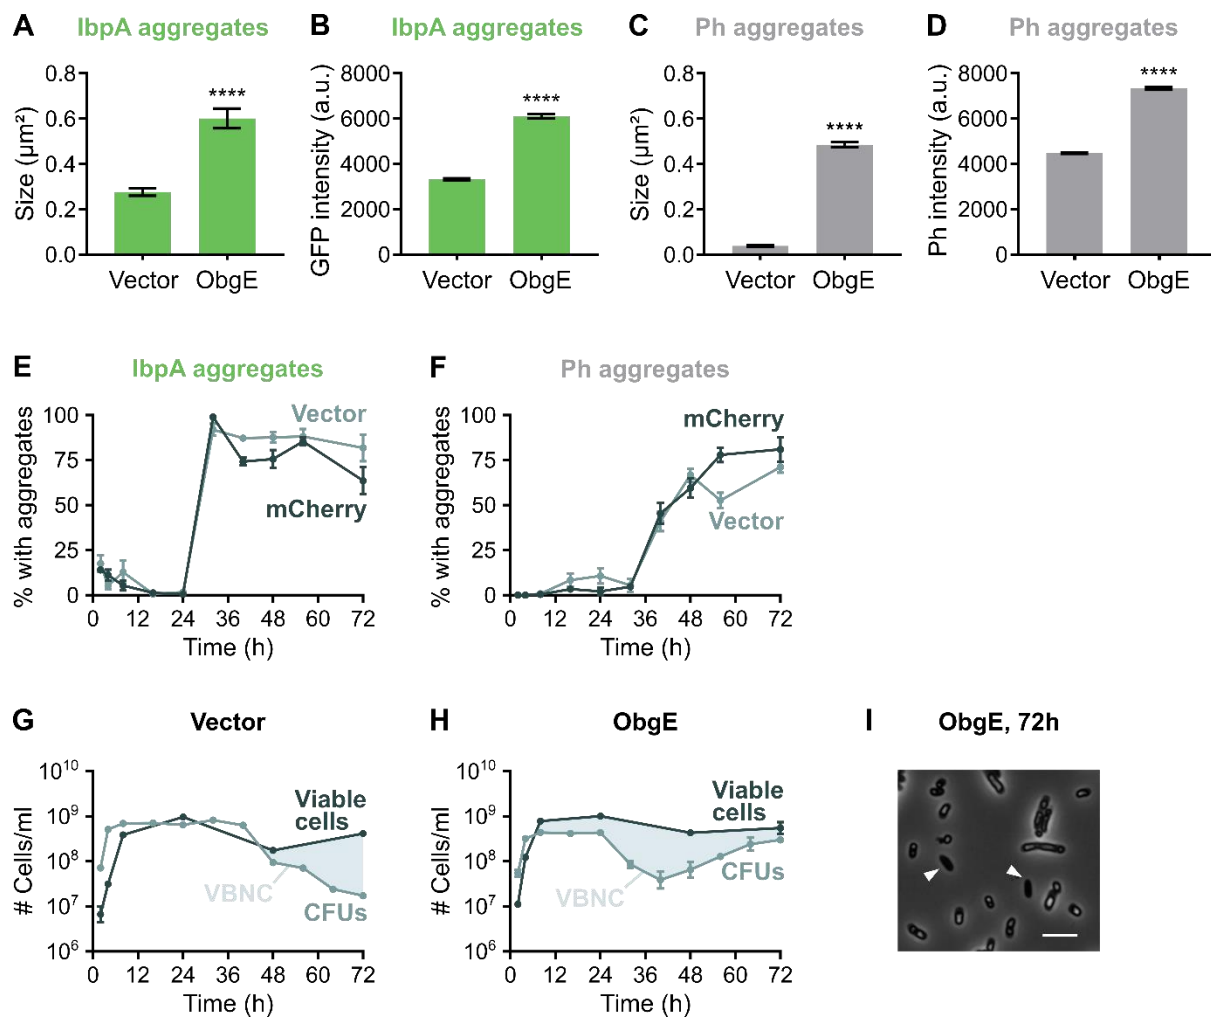 A IbpA aggregates
Size (µm²)
0.8
0.6
0.4
0.2
0.0
****
Vector ObgE
B IbpA aggregates
GFP intensity (a.u.)
8000
6000
4000
2000
0
****
Vector ObgE
C Ph aggregates
Size (µm²)
0.8
0.6
0.4
0.2
0.0
****
Vector ObgE
D Ph aggregates
Ph intensity (a.u.)
8000
6000
4000
2000
0
****
Vector ObgE
E IbpA aggregates
% with aggregates
100
75
50
25
0
Vector
mCherry
0 12 24 36 48 60 72
Time (h)
F Ph aggregates
% with aggregates
100
75
50
25
0
mCherry
Vector
0 12 24 36 48 60 72
Time (h)
G Vector
# Cells/ml
10¹⁰
10⁹
10⁸
10⁷
10⁶
Viable
cells
VBNC
CFUs
0 12 24 36 48 60 72
Time (h)
H ObgE
# Cells/ml
10¹⁰
10⁹
10⁸
10⁷
10⁶
Viable
cells
CFUs
VBNC
0 12 24 36 48 60 72
Time (h)
I ObgE, 72h